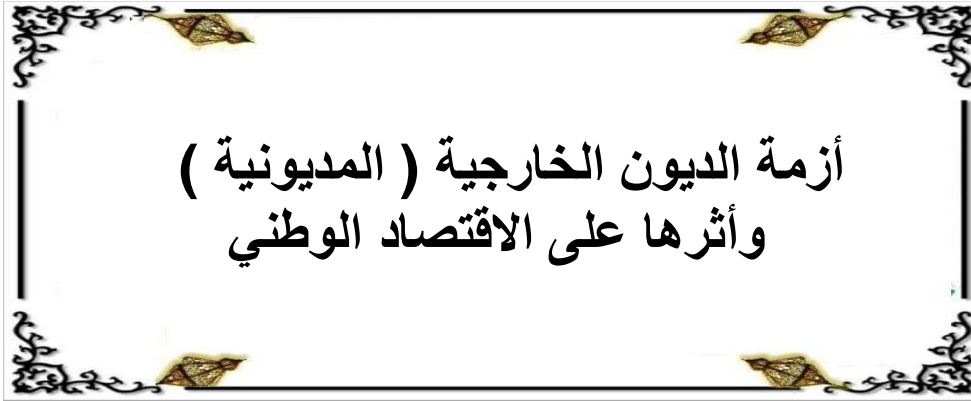 أزمة الديون الخارجية ( المديونية )
وأثرها على الاقتصاد الوطني